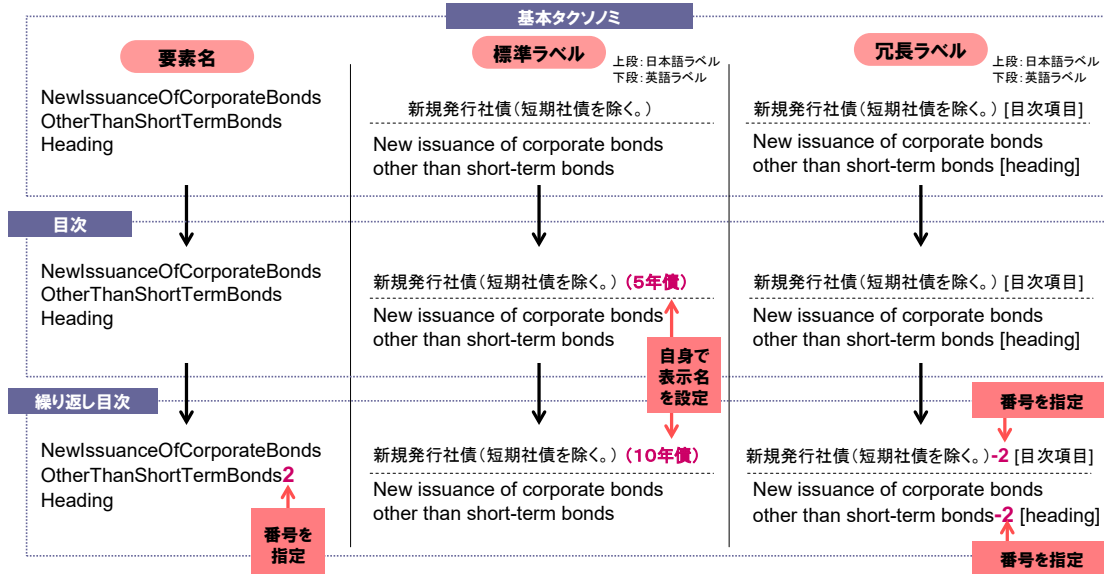 基本タクソノミ
要素名
標準ラベル
上段：日本語ラベル
下段：英語ラベル
冗長ラベル
上段：日本語ラベル
下段：英語ラベル
NewIssuanceOfCorporateBonds
OtherThanShortTermBonds
Heading
新規発行社債（短期社債を除く。）
New issuance of corporate bonds
other than short-term bonds
新規発行社債（短期社債を除く。）[目次項目]
New issuance of corporate bonds
other than short-term bonds [heading]
目次
NewIssuanceOfCorporateBonds
OtherThanShortTermBonds
Heading
新規発行社債（短期社債を除く。）（5年債）
New issuance of corporate bonds
other than short-term bonds
新規発行社債（短期社債を除く。）[目次項目]
New issuance of corporate bonds
other than short-term bonds [heading]
自身で
表示名
を設定
繰り返し目次
番号を指定
NewIssuanceOfCorporateBonds
OtherThanShortTermBonds2
Heading
番号を
指定
新規発行社債（短期社債を除く。）（10年債）
New issuance of corporate bonds
other than short-term bonds
新規発行社債（短期社債を除く。）-2 [目次項目]
New issuance of corporate bonds
other than short-term bonds-2 [heading]
番号を指定